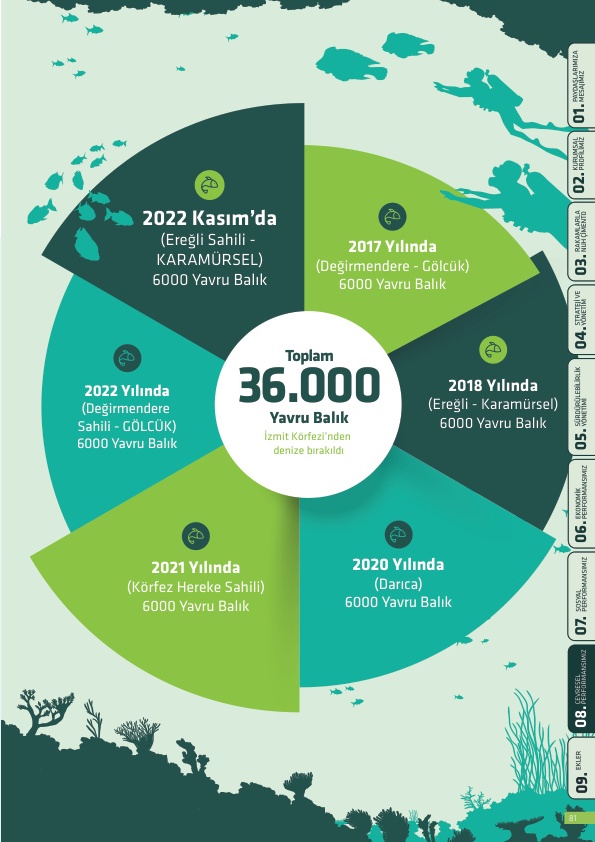 2022 Kasım'da
(Ereğli Sahili -
KARAMÜRSEL)
6000 Yavru Balık
2017 Yılında
(Değirmendere - Gölcük)
6000 Yavru Balık
2018 Yılında
(Ereğli - Karamürsel)
6000 Yavru Balık
2020 Yılında
(Darıca)
6000 Yavru Balık
2021 Yılında
(Körfez Hereke Sahili)
6000 Yavru Balık
2022 Yılında
(Değirmendere
Sahili - GÖLCÜK)
6000 Yavru Balık
Toplam
36.000
Yavru Balık
İzmit Körfezi'nden
denize bırakıldı
01. PAYDAŞLARIMIZA
MESAJIMIZ
02. KURUMSAL
PROFİLİMİZ
03. RAKAMLARLA
NUH ÇİMENTO
04. STRATEJİ VE
YÖNETİM
05. SÜRDÜRÜLEBİLİRLİK
YÖNETİMİ
06. EKONOMİK
PERFORMANSIMIZ
07. SOSYAL
PERFORMANSIMIZ
08. ÇEVRESEL
PERFORMANSIMIZ
09. EKLER
81